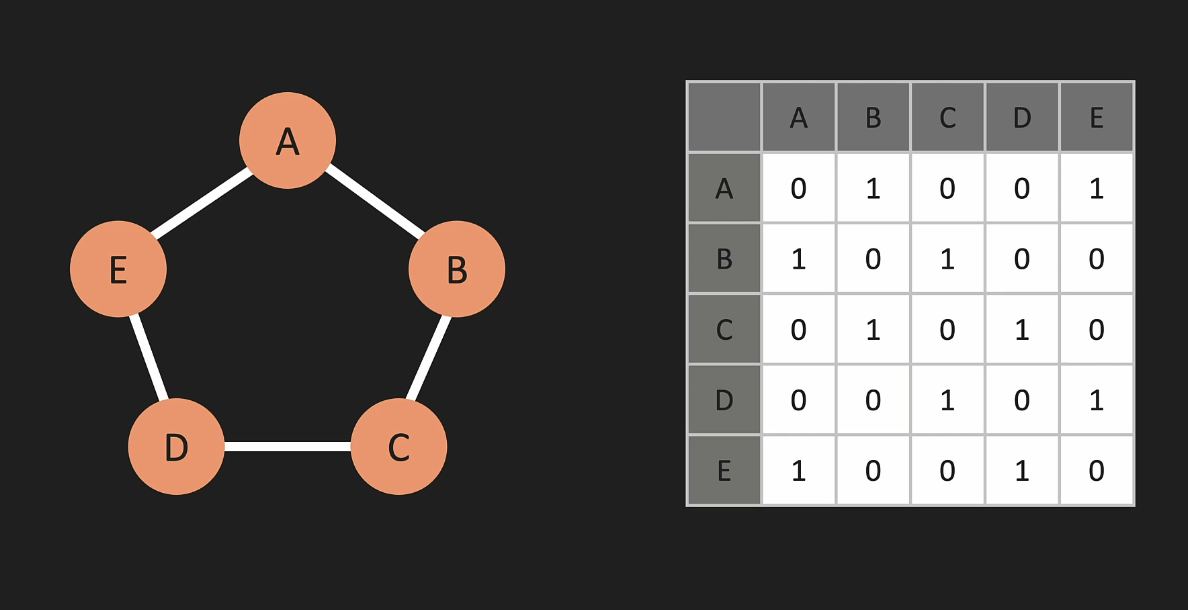 A
E
B
D
C
A B C D E
A 0 1 0 0 1
B 1 0 1 0 0
C 0 1 0 1 0
D 0 0 1 0 1
E 1 0 0 1 0